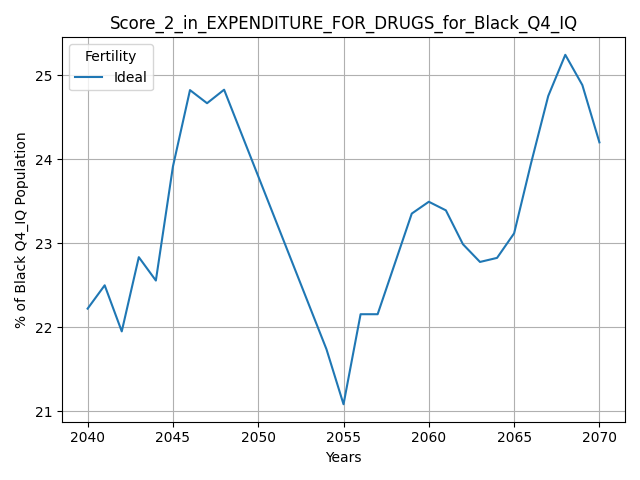 Score_2_in_EXPENDITURE_FOR_DRUGS_for_Black_Q4_IQ
Fertility
Ideal
% of Black Q4_IQ Population
25
24
23
22
21
2040 2045 2050 2055 2060 2065 2070
Years